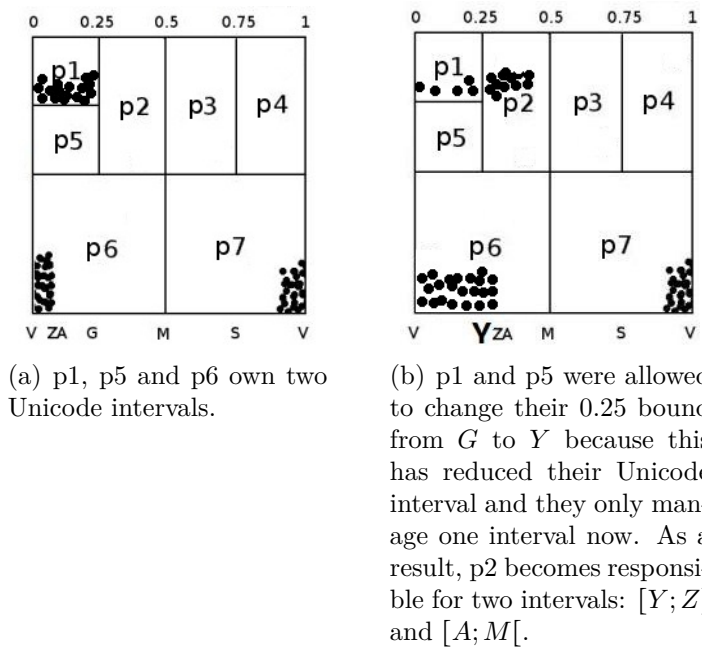 0 0.25 0.5 0.75 1
p1
p2 p3 p4
p5
p6 p7
V ZA G M S V
(a) p1, p5 and p6 own two
Unicode intervals.
0 0.25 0.5 0.75 1
p1
p2 p3 p4
p5
p6 p7
V Y ZA M S V
(b) p1 and p5 were allowed
to change their 0.25 bound
from G to Y because this
has reduced their Unicode
interval and they only man-
age one interval now. As a
result, p2 becomes responsi-
ble for two intervals: [Y; Z]
and [A; M[.